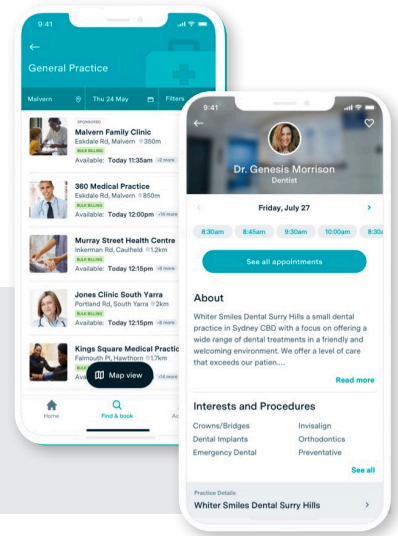 9:41
General Practice
Malvern
Thu 24 May
Filters
SPONSORED
Malvern Family Clinic
Eskdale Rd, Malvern 350m
BULK BILLING
Available: Today 11:35am +2 more
360 Medical Practice
Eskdale Rd, Malvern 850m
BULK BILLING
Available: Today 12:00pm +16 more
Murray Street Health Centre
Inkerman Rd, Caulfield 1.2km
BULK BILLING
Available: Today 12:15pm
Jones Clinic South Yarra
Portland Rd, South Yarra 2km
BULK BILLING
Available: Today 12:15pm
Kings Square Medical Practic
Falmouth Pl, Hawthorn 1.7km
BULK
Ava
+14 more
Map view
Home
Find & book
Ac
9:41
Dr. Genesis Morrison
Dentist
Friday, July 27
8:30am 8:45am 9:30am 10:00am 8:30a
See all appointments
About
Whiter Smiles Dental Surry Hills a small dental
practice in Sydney CBD with a focus on offering a
wide range of dental treatments in a friendly and
welcoming environment. We offer a level of care
that exceeds our patien....
Read more
Interests and Procedures
Crowns/Bridges Invisalign
Dental Implants Orthodontics
Emergency Dental Preventative
See all
Practice Details
Whiter Smiles Dental Surry Hills